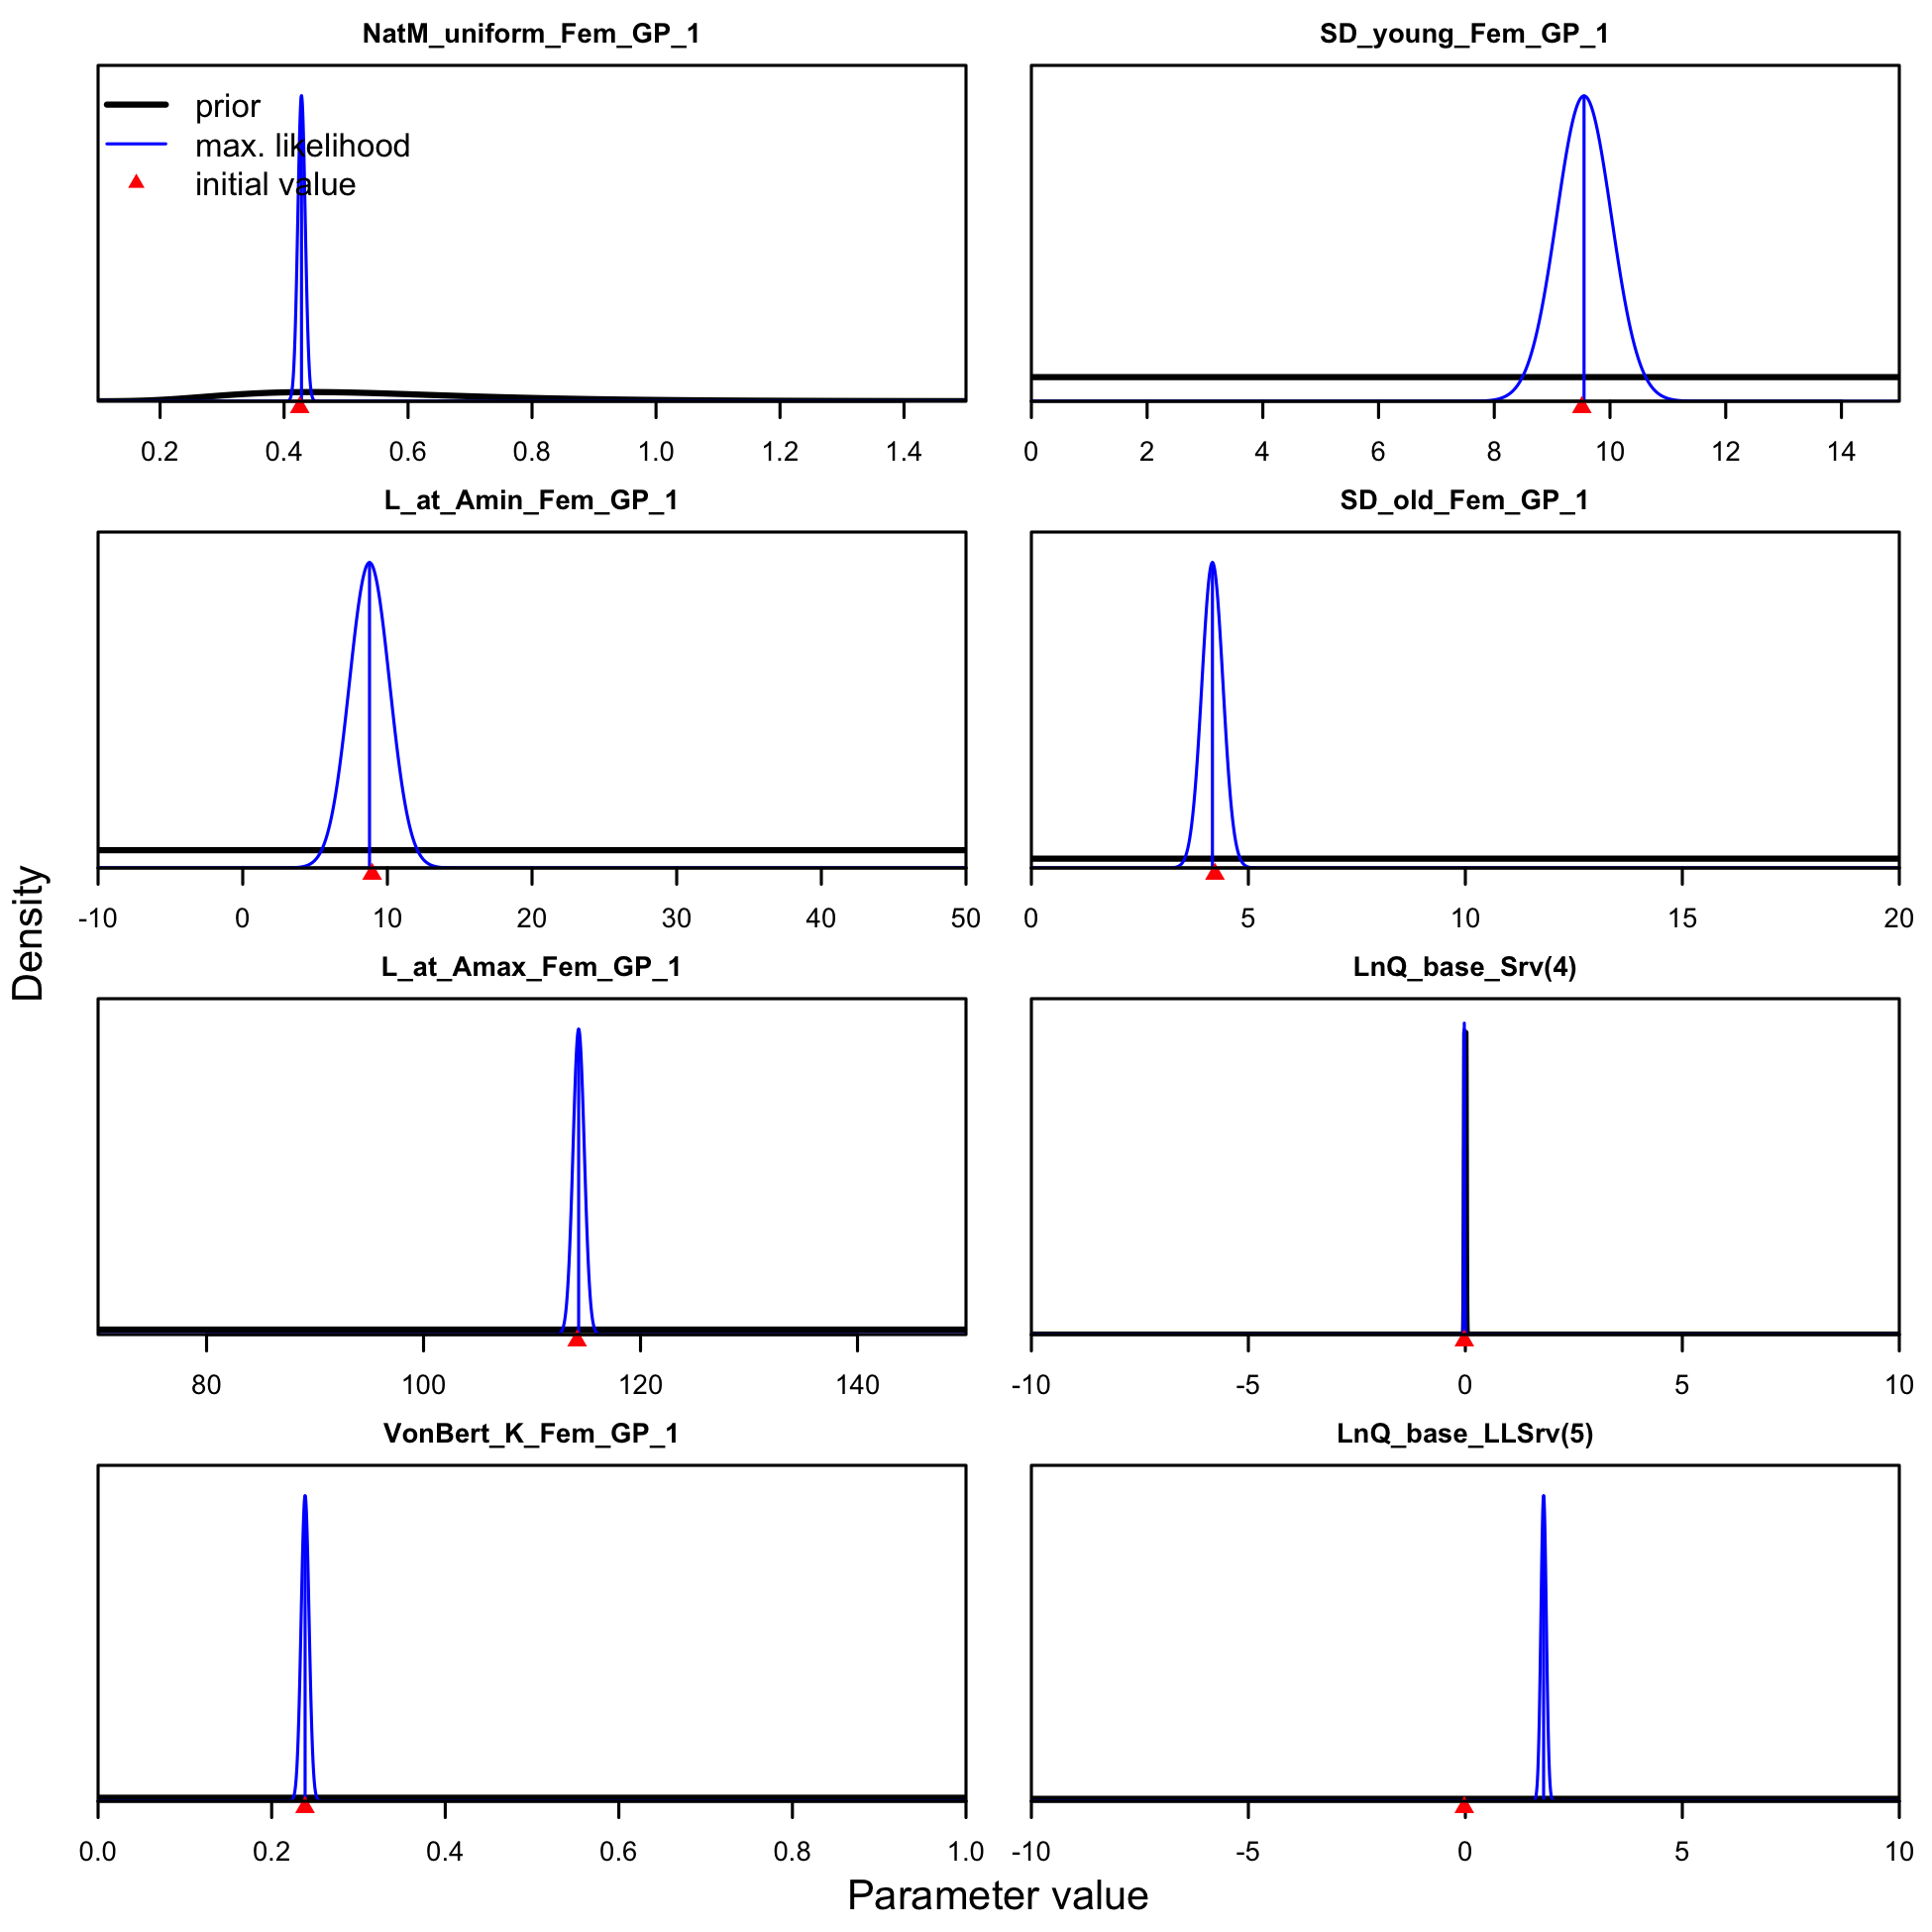 NatM_uniform_Fem_GP_1
prior
max. likelihood
initial value
0.2 0.4 0.6 0.8 1.0 1.2 1.4
SD_young_Fem_GP_1
0 2 4 6 8 10 12 14
L_at_Amin_Fem_GP_1
-10 0 10 20 30 40 50
SD_old_Fem_GP_1
0 5 10 15 20
L_at_Amax_Fem_GP_1
80 100 120 140
LnQ_base_Srv(4)
-10 -5 0 5 10
VonBert_K_Fem_GP_1
0.0 0.2 0.4 0.6 0.8 1.0
LnQ_base_LLSrv(5)
-10 -5 0 5 10
Density
Parameter value